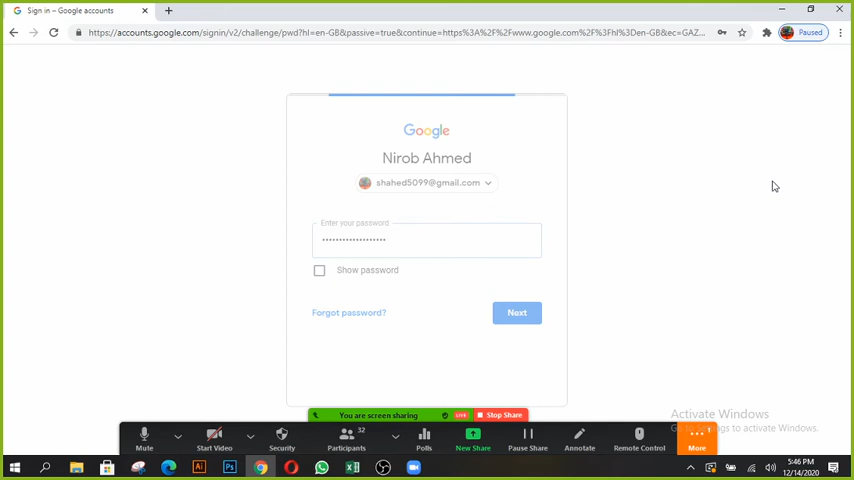 Sign in – Google accounts
https://accounts.google.com/signin/v2/challenge/pwd?hl=en-GB&passive=true&continue=https%3A%2F%2Fwww.google.com%2F%3Fhl%3Den-GB&ec=GAZ...
Paused
Google
Nirob Ahmed
shahed5099@gmail.com
Enter your password
•••••••••••••••••••
Show password
Forgot password?
Next
You are screen sharing
LIVE
Stop Share
Activate Windows
Go to Settings to activate Windows.
32
1
Mute
Start Video
Security
Participants
Polls
New Share
Pause Share
Annotate
Remote Control
More
Ai
Ps
5:46 PM
12/14/2020